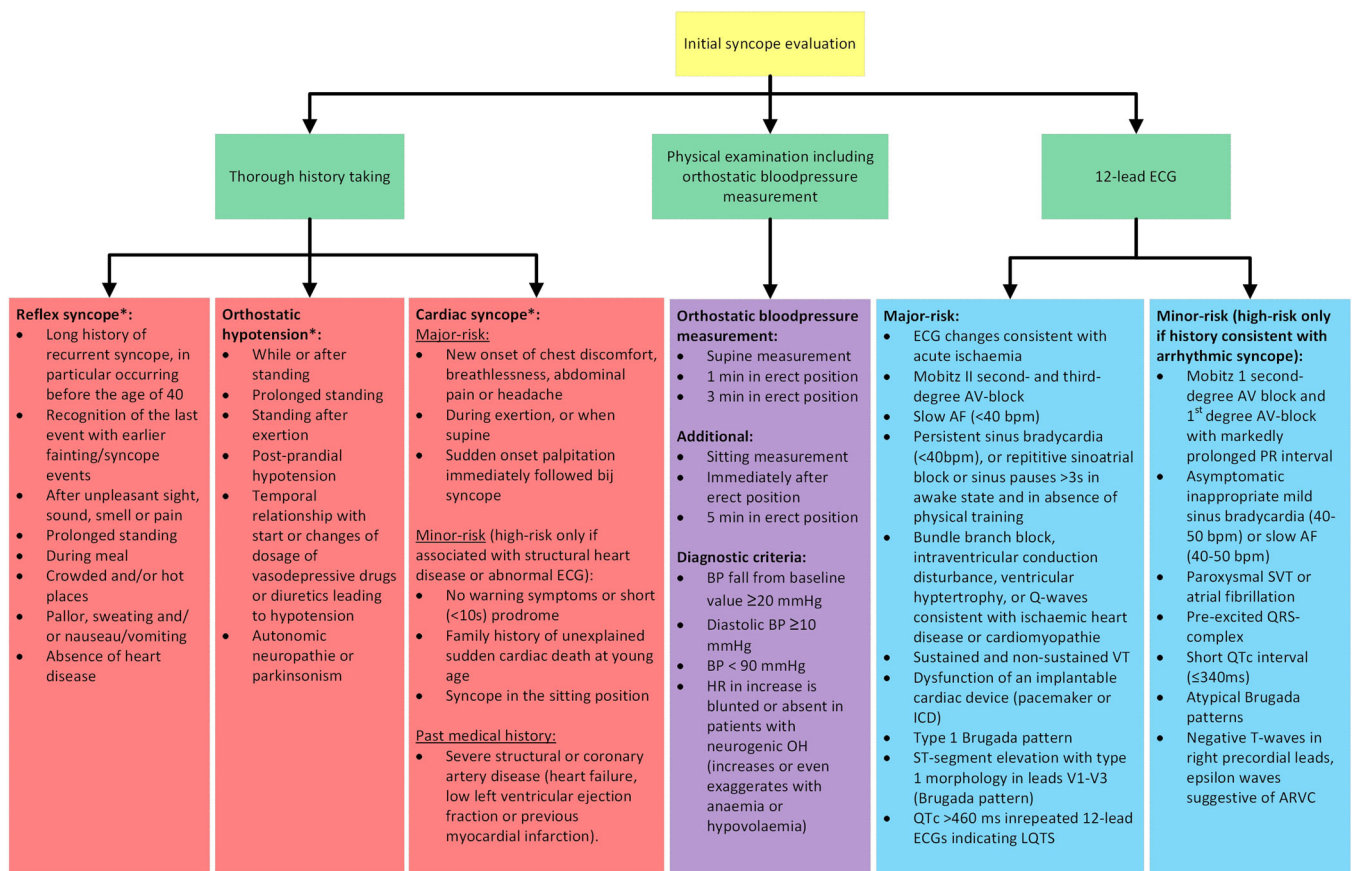 Initial syncope evaluation
Thorough history taking
Physical examination including
orthostatic bloodpressure
measurement
12-lead ECG
Reflex syncope*:
• Long history of
recurrent syncope, in
particular occurring
before the age of 40
• Recognition of the last
event with earlier
fainting/syncope
events
• After unpleasant sight,
sound, smell or pain
• Prolonged standing
• During meal
• Crowded and/or hot
places
• Pallor, sweating and/
or nauseau/vomiting
• Absence of heart
disease
Orthostatic
hypotension*:
• While or after
standing
• Prolonged standing
• Standing after
exertion
• Post-prandial
hypotension
• Temporal
relationship with
start or changes of
dosage of
vasodepressive drugs
or diuretics leading
to hypotension
• Autonomic
neuropathie or
parkinsonism
Cardiac syncope*:
Major-risk:
• New onset of chest discomfort,
breathlessness, abdominal
pain or headache
• During exertion, or when
supine
• Sudden onset palpitation
immediately followed bij
syncope
Minor-risk (high-risk only if
associated with structural heart
disease or abnormal ECG):
• No warning symptoms or short
(<10s) prodrome
• Family history of unexplained
sudden cardiac death at young
age
• Syncope in the sitting position
Past medical history:
• Severe structural or coronary
artery disease (heart failure,
low left ventricular ejection
fraction or previous
myocardial infarction).
Orthostatic bloodpressure
measurement:
• Supine measurement
• 1 min in erect position
• 3 min in erect position
Additional:
• Sitting measurement
• Immediately after
erect position
• 5 min in erect position
Diagnostic criteria:
• BP fall from baseline
value ≥20 mmHg
• Diastolic BP ≥10
mmHg
• BP < 90 mmHg
• HR in increase is
blunted or absent in
patients with
neurogenic OH
(increases or even
exaggerates with
anaemia or
hypovolaemia)
Major-risk:
• ECG changes consistent with
acute ischaemia
• Mobitz II second- and third-
degree AV-block
• Slow AF (<40 bpm)
• Persistent sinus bradycardia
(<40bpm), or repititive sinoatrial
block or sinus pauses >3s in
awake state and in absence of
physical training
• Bundle branch block,
intraventricular conduction
disturbance, ventricular
hyptertrophy, or Q-waves
consistent with ischaemic heart
disease or cardiomyopathie
• Sustained and non-sustained VT
• Dysfunction of an implantable
cardiac device (pacemaker or
ICD)
• Type 1 Brugada pattern
• ST-segment elevation with type
1 morphology in leads V1-V3
(Brugada pattern)
• QTc >460 ms inrepeated 12-lead
ECGs indicating LQTS
Minor-risk (high-risk only
if history consistent with
arrhythmic syncope):
• Mobitz 1 second-
degree AV block and
1st degree AV-block
with markedly
prolonged PR interval
• Asymptomatic
inappropriate mild
sinus bradycardia (40-
50 bpm) or slow AF
(40-50 bpm)
• Paroxysmal SVT or
atrial fibrillation
• Pre-excited QRS-
complex
• Short QTc interval
(≤340ms)
• Atypical Brugada
patterns
• Negative T-waves in
right precordial leads,
epsilon waves
suggestive of ARVC